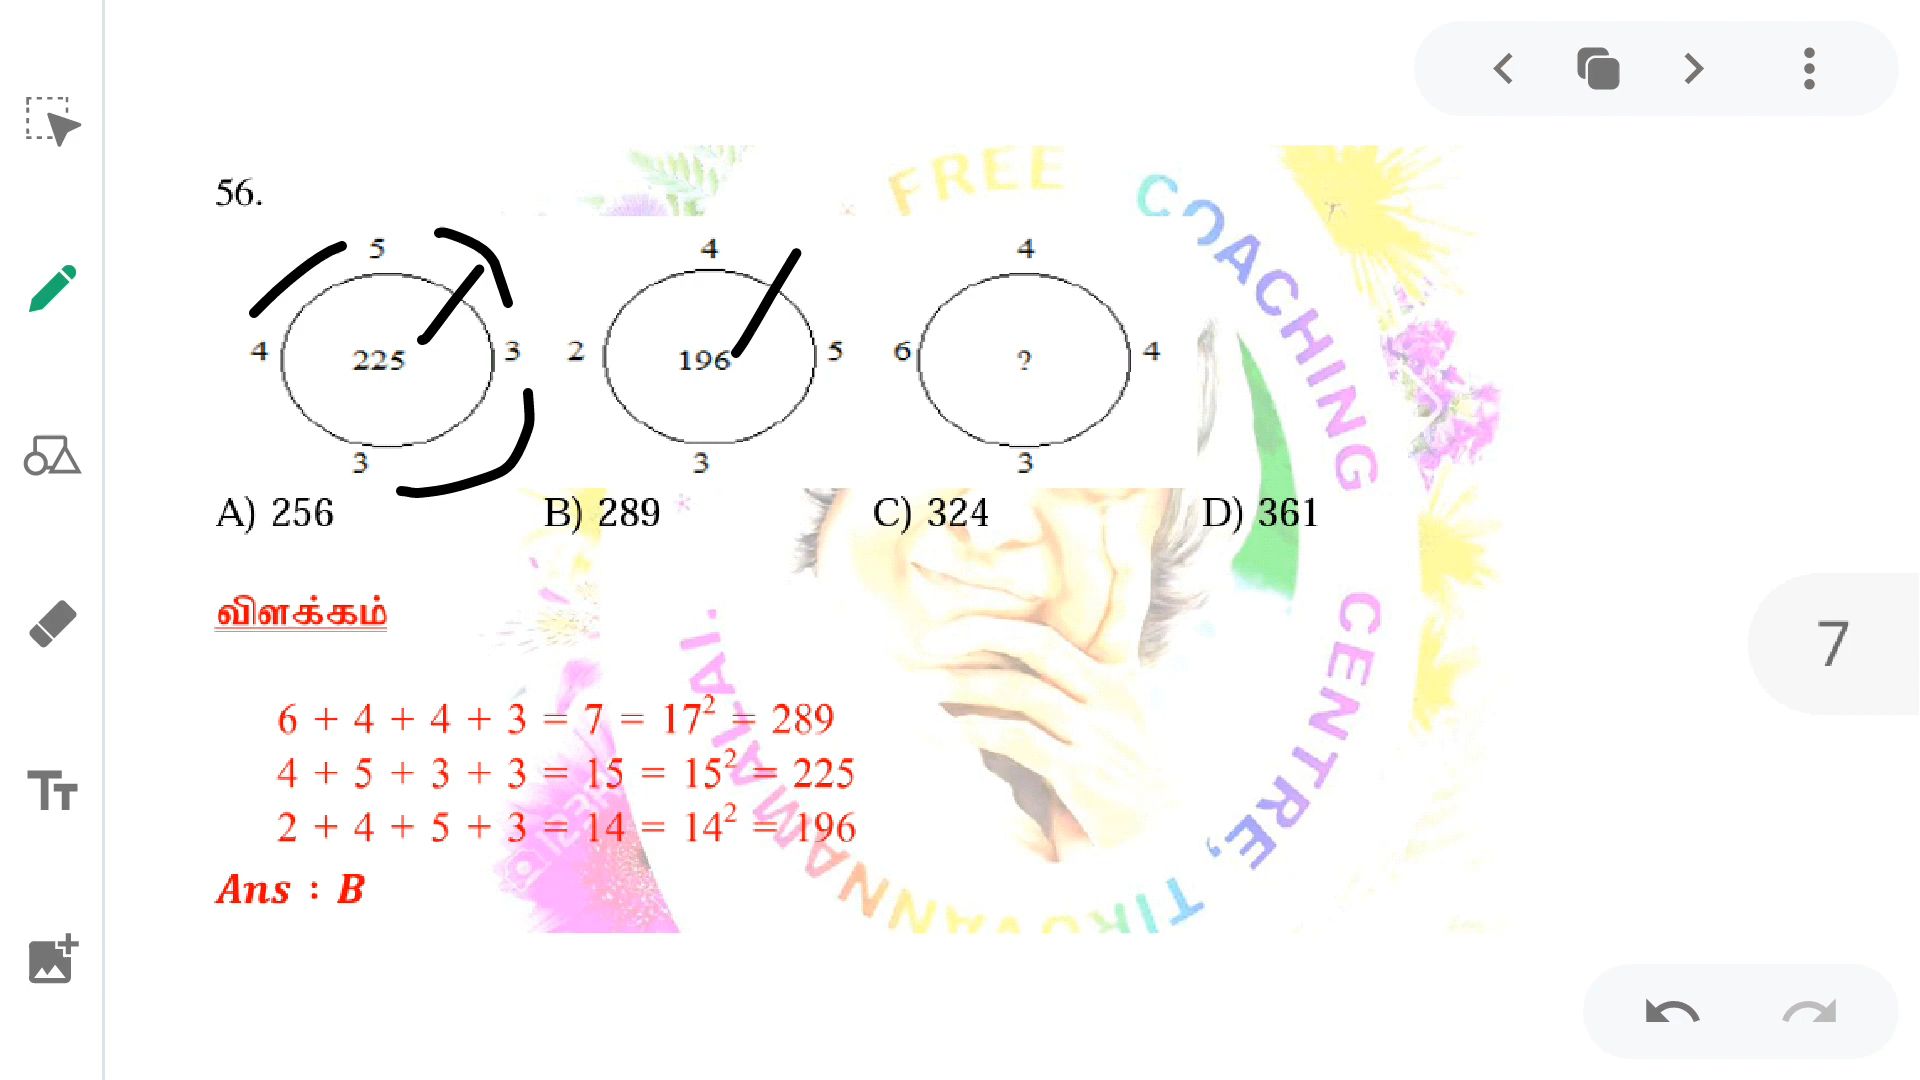 FREE COACHING CENTRE, TIRUVANNAMALAI.
56.
5 4 4
4 225 3 2 196 5 6 ? 4
3 3 3
A) 256 B) 289 C) 324 D) 361
விளக்கம்
6 + 4 + 4 + 3 = 7 = 17² = 289
4 + 5 + 3 + 3 = 15 = 15² = 225
2 + 4 + 5 + 3 = 14 = 14² = 196
Ans : B
7
TT